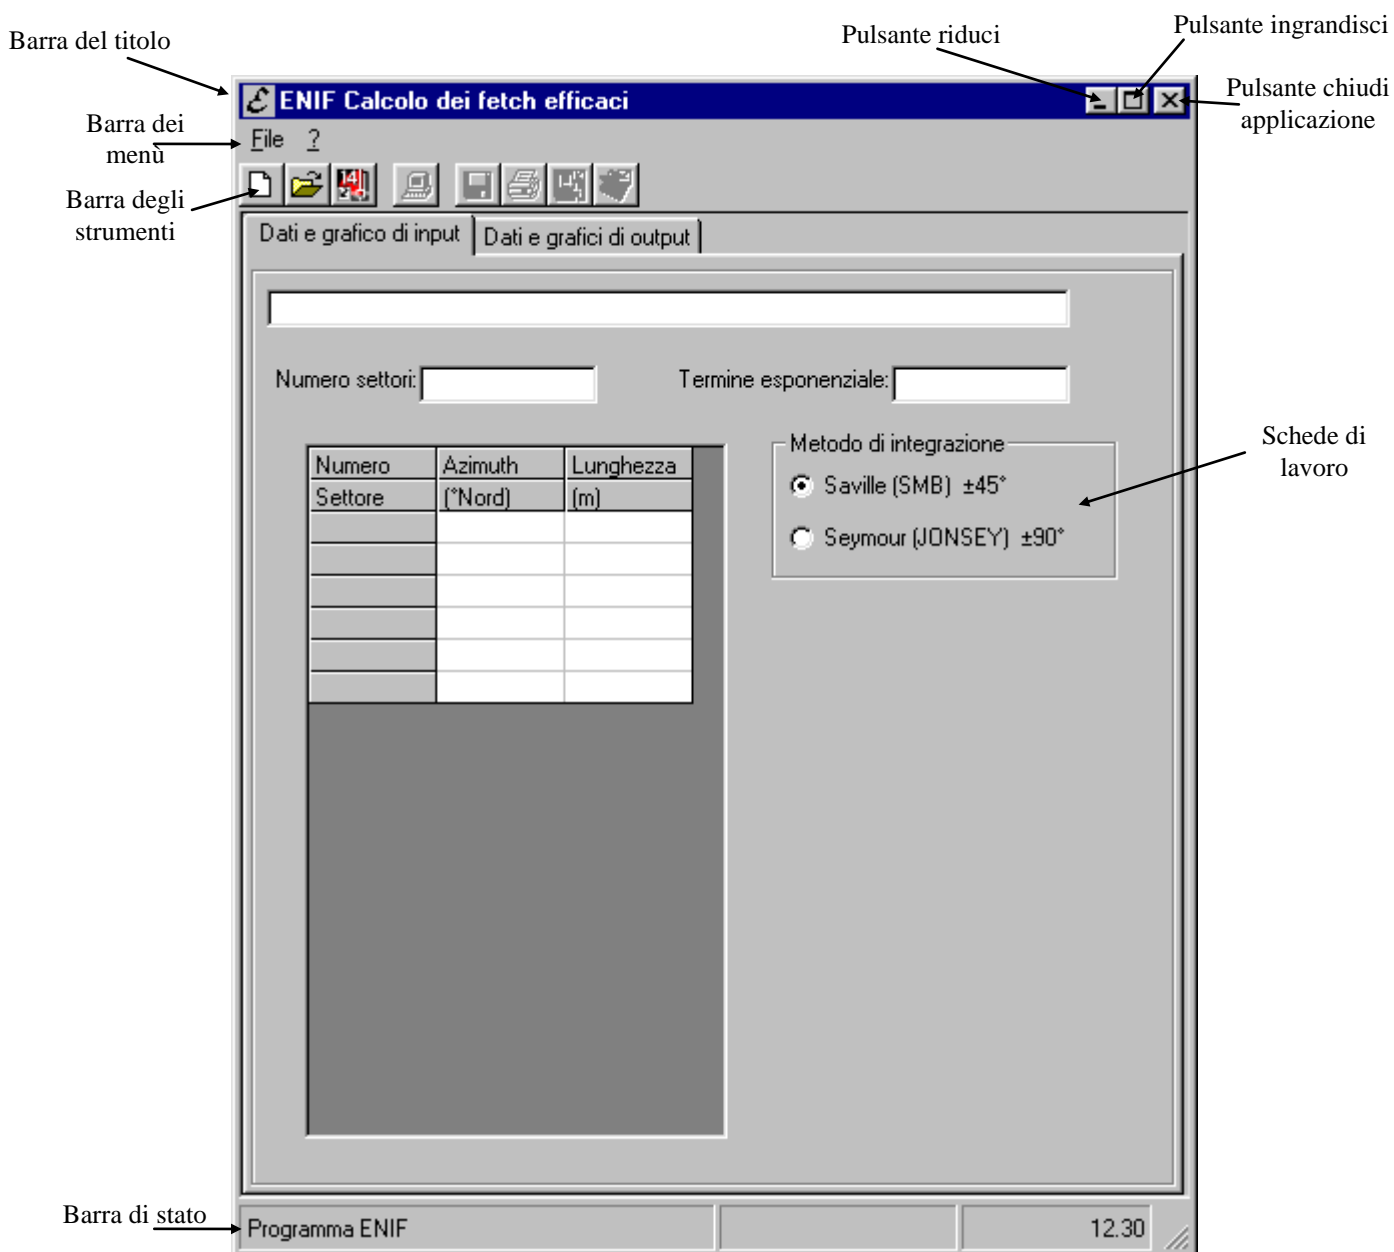 Barra del titolo
Pulsante riduci
Pulsante ingrandisci
Pulsante chiudi
applicazione
ENIF Calcolo dei fetch efficaci
Barra dei
menù
File ?
Barra degli
strumenti
Dati e grafico di input
Dati e grafici di output
Numero settori:
Termine esponenziale:
Metodo di integrazione
Saville (SMB) ±45°
Seymour (JONSEY) ±90°
Schede di
lavoro
Numero Azimuth Lunghezza
Settore (°Nord) (m)
Barra di stato
Programma ENIF
12.30